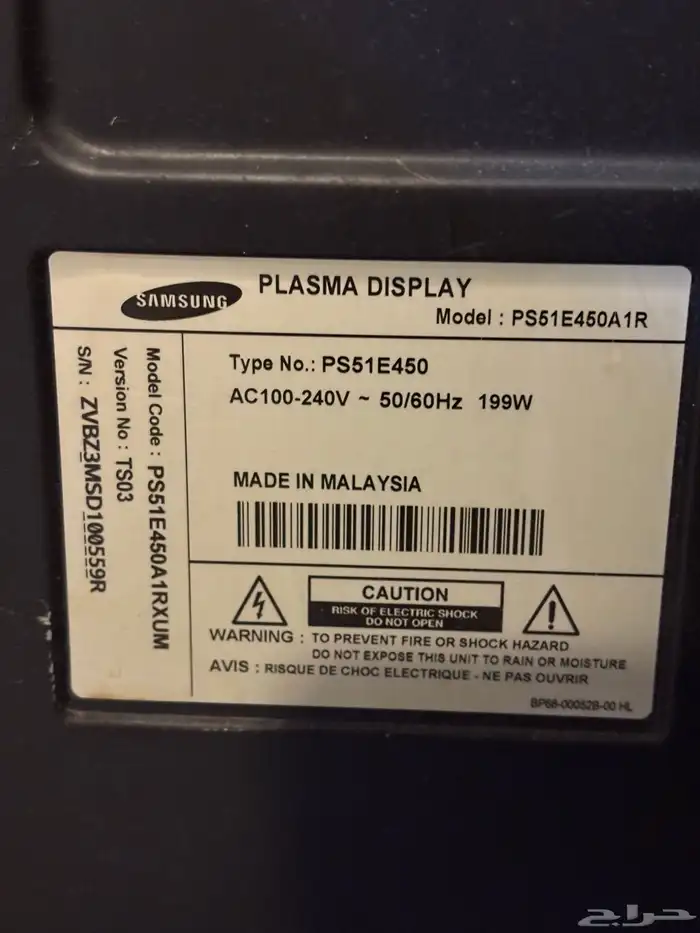 SAMSUNG
PLASMA DISPLAY
Model : PS51E450A1R
Model Code : PS51E450A1RXUM
Version No : TS03
S/N : ZVBZ3MSD100559R
Type No.: PS51E450
AC100-240V ~ 50/60Hz 199W
MADE IN MALAYSIA
CAUTION
RISK OF ELECTRIC SHOCK
DO NOT OPEN
WARNING : TO PREVENT FIRE OR SHOCK HAZARD
DO NOT EXPOSE THIS UNIT TO RAIN OR MOISTURE
AVIS : RISQUE DE CHOC ELECTRIQUE - NE PAS OUVRIR
BP68-00052B-00 HL
حراج